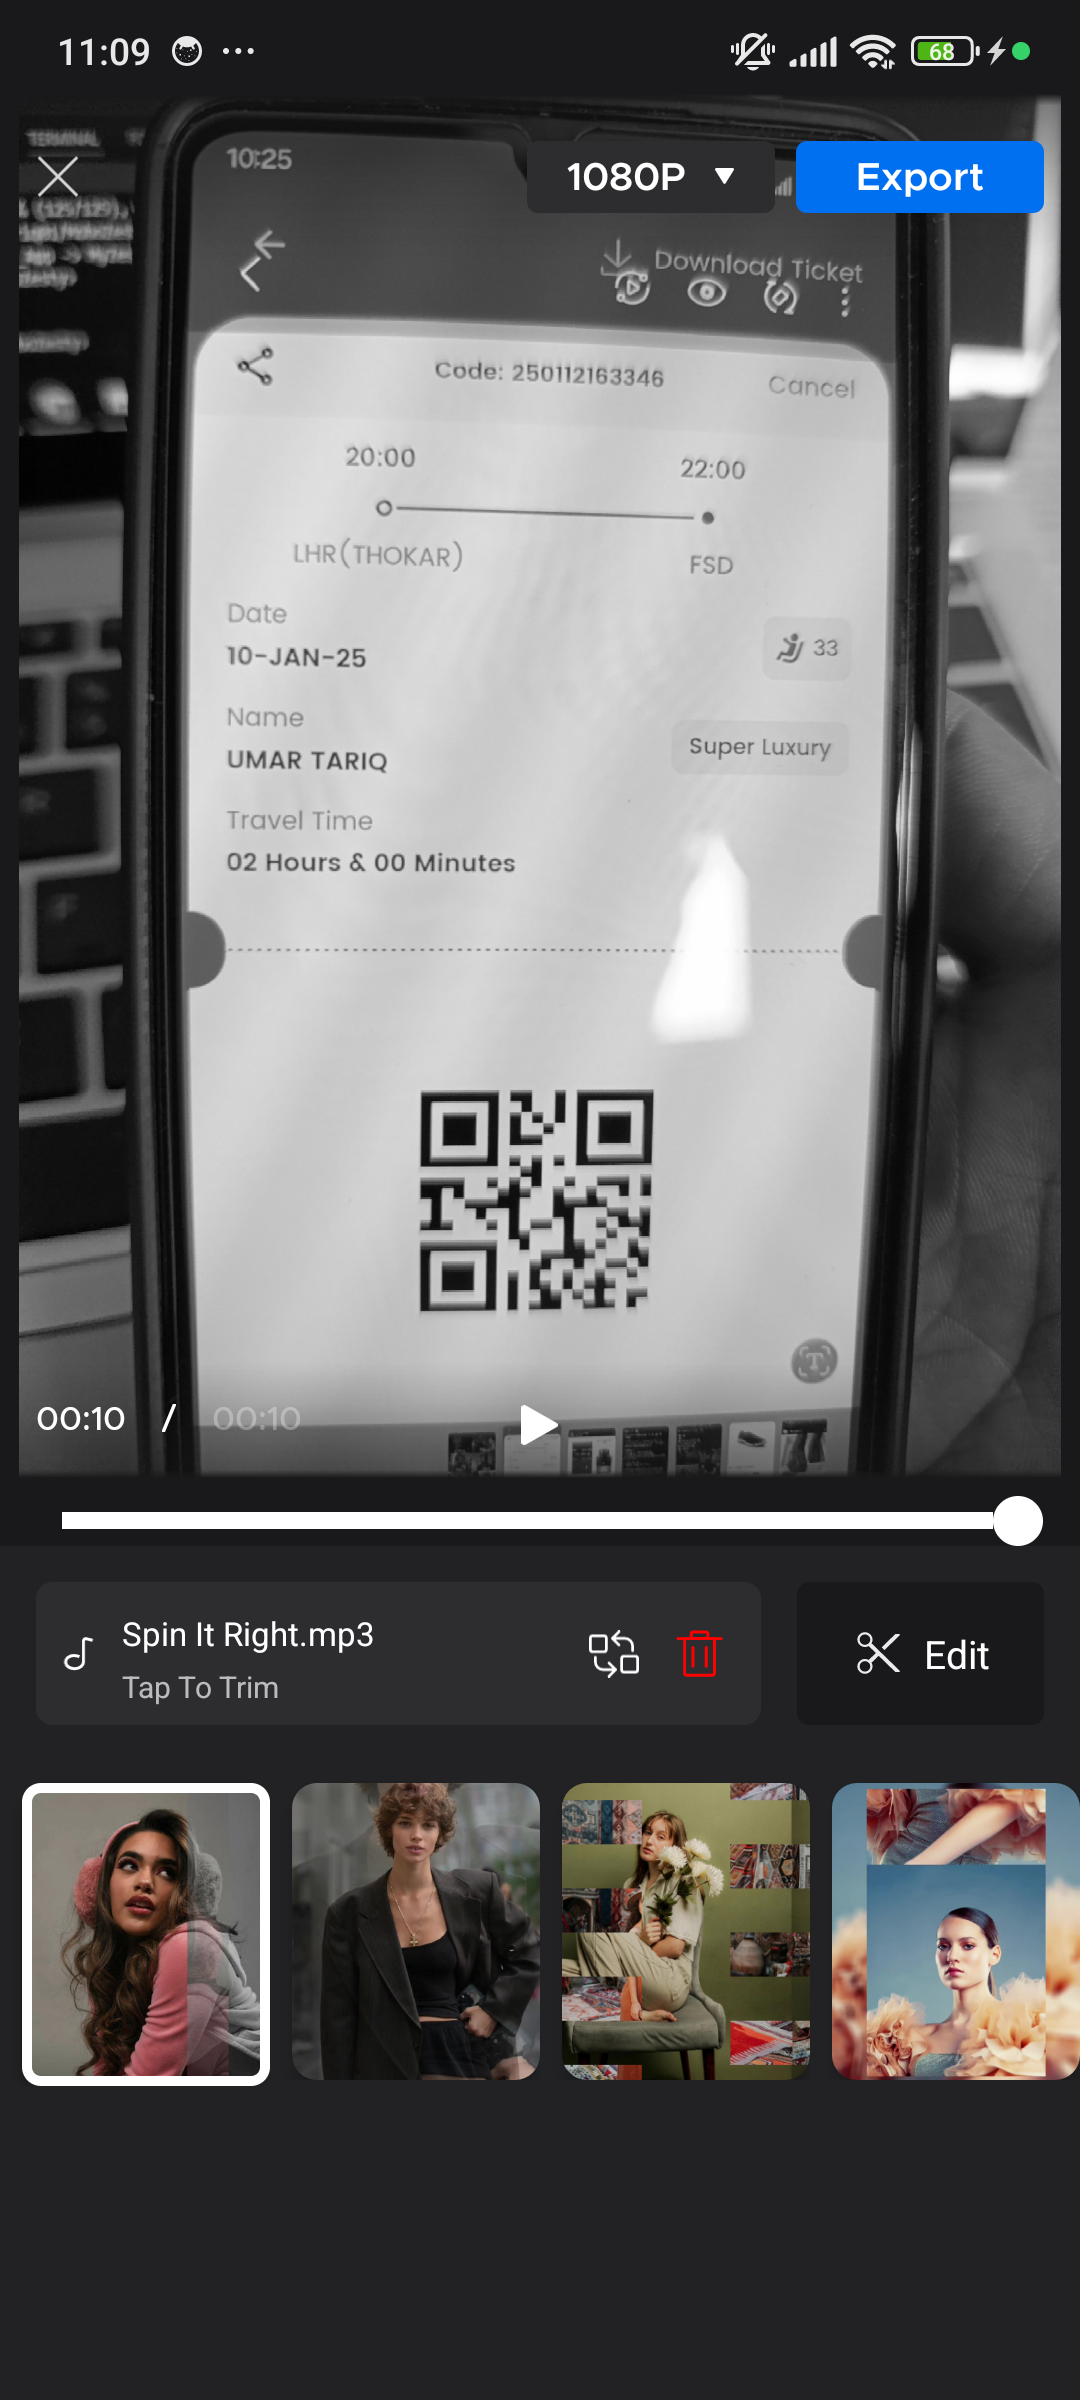 11:09
68
TERMINAL
10:25
1080P
Export
Download Ticket
Code: 250112163346
Cancel
20:00
22:00
LHR(THOKAR)
FSD
Date
10-JAN-25
33
Name
UMAR TARIQ
Super Luxury
Travel Time
02 Hours & 00 Minutes
T
00:10 / 00:10
Spin It Right.mp3
Tap To Trim
Edit